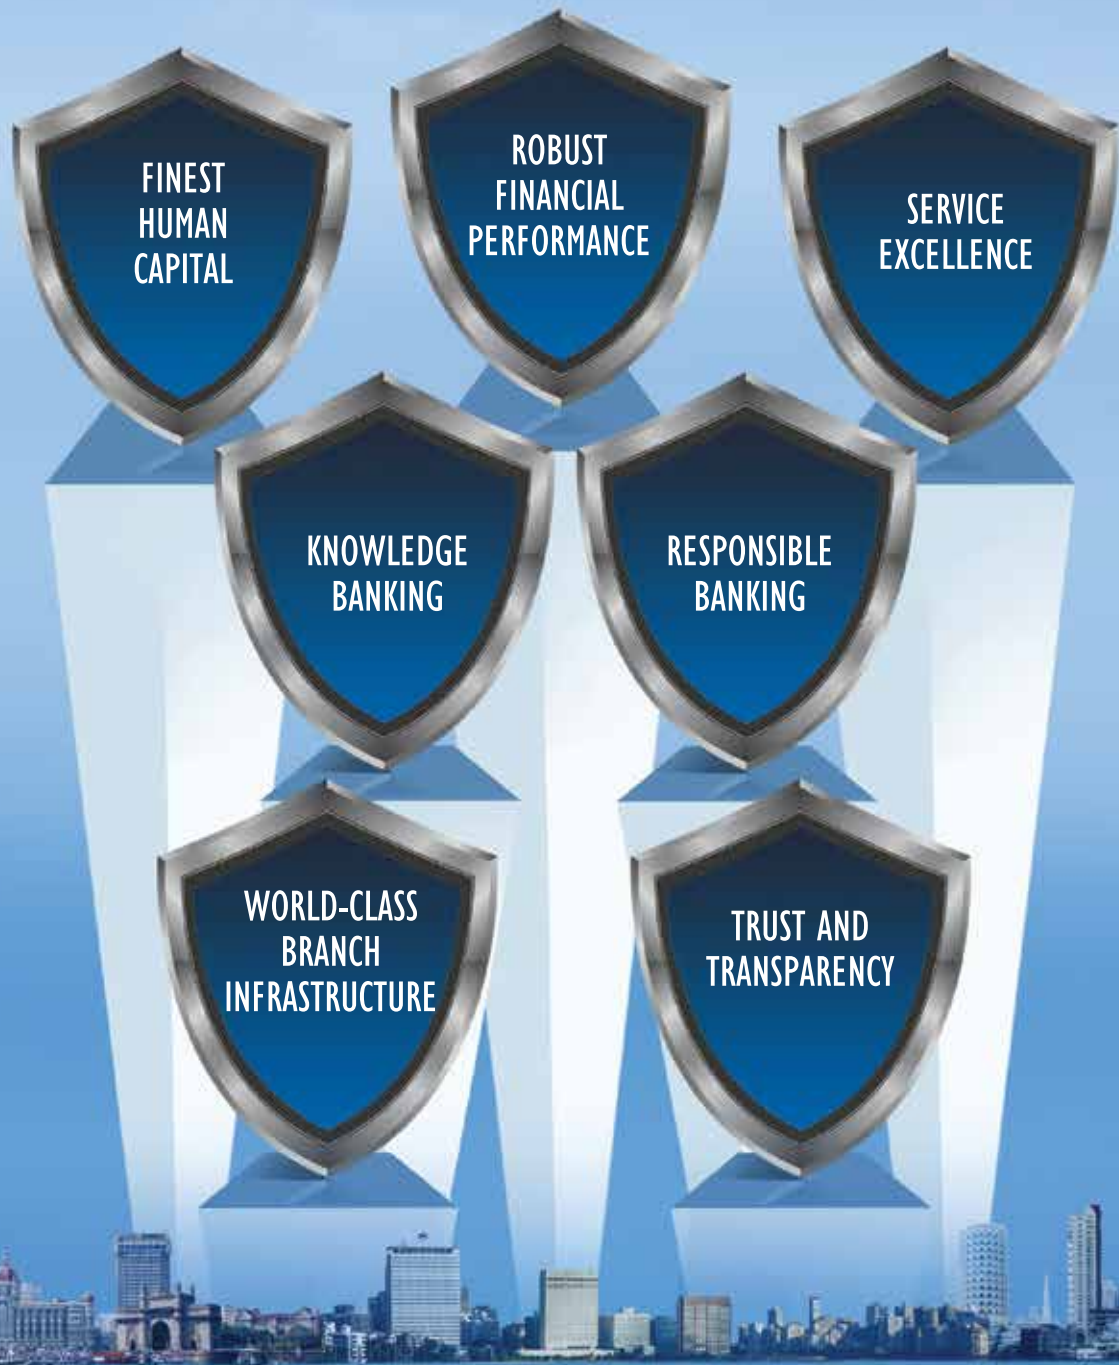 FINEST
HUMAN
CAPITAL
ROBUST
FINANCIAL
PERFORMANCE
SERVICE
EXCELLENCE
KNOWLEDGE
BANKING
RESPONSIBLE
BANKING
WORLD-CLASS
BRANCH
INFRASTRUCTURE
TRUST AND
TRANSPARENCY